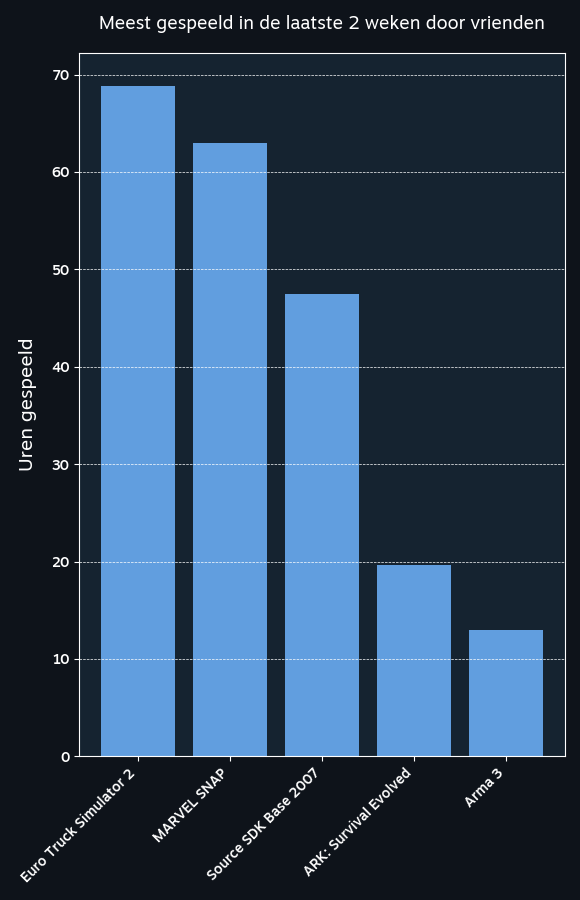 Meest gespeeld in de laatste 2 weken door vrienden
Uren gespeeld
70
60
50
40
30
20
10
0
Euro Truck Simulator 2
MARVEL SNAP
Source SDK Base 2007
ARK: Survival Evolved
Arma 3